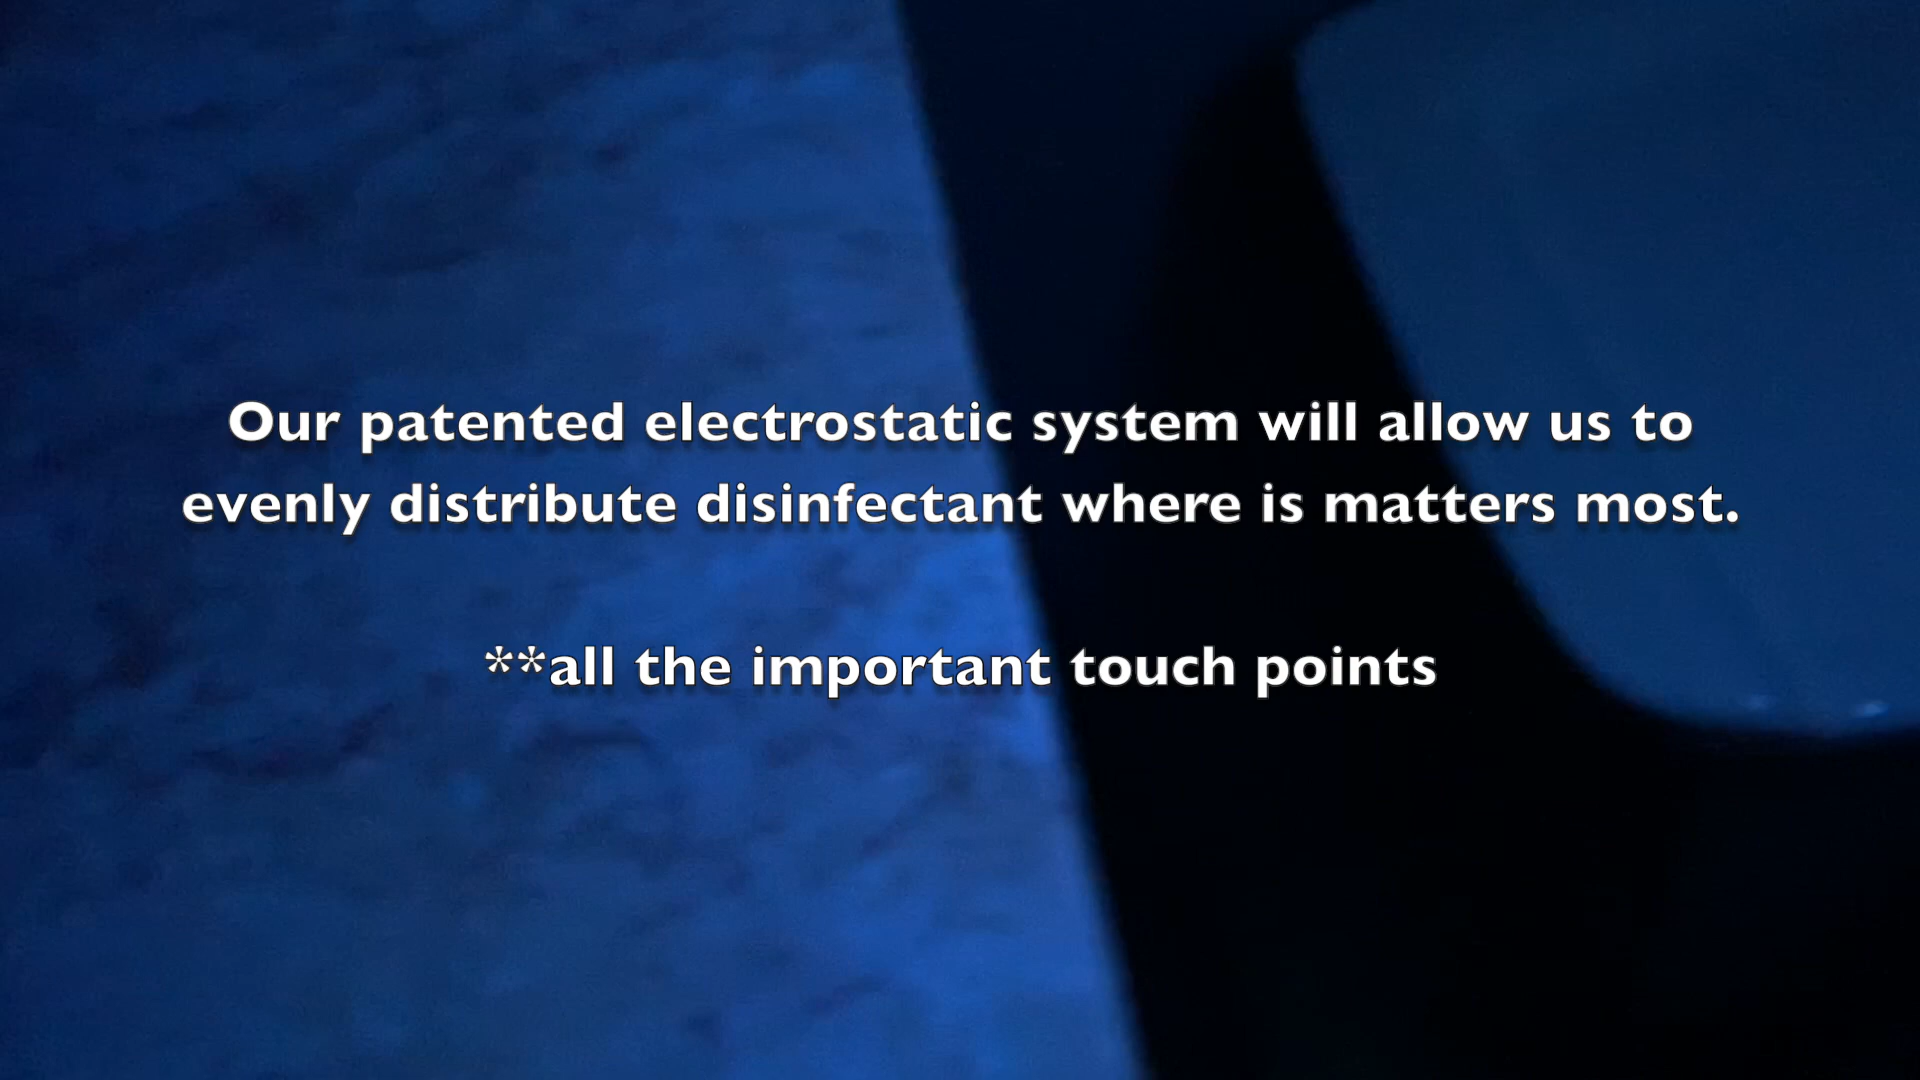 Our patented electrostatic system will allow us to
evenly distribute disinfectant where is matters most.
**all the important touch points